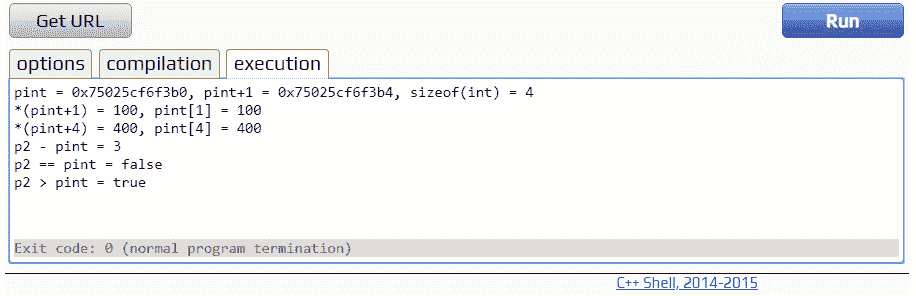 Get URL
Run
options compilation execution
pint = 0x75025cf6f3b0, pint+1 = 0x75025cf6f3b4, sizeof(int) = 4
*(pint+1) = 100, pint[1] = 100
*(pint+4) = 400, pint[4] = 400
p2 - pint = 3
p2 == pint = false
p2 > pint = true
Exit code: 0 (normal program termination)
C++ Shell, 2014-2015